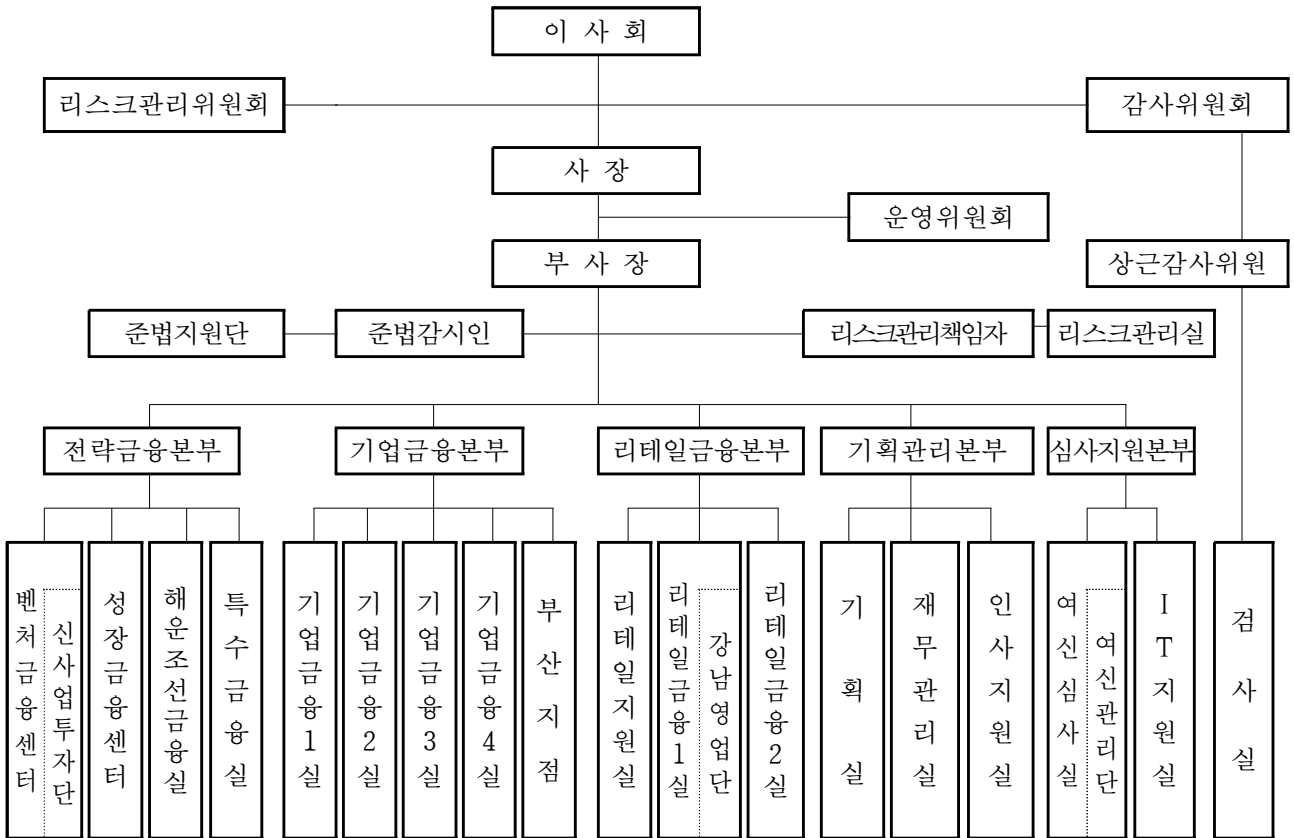 이 사 회
리스크관리위원회
감사위원회
사 장
운영위원회
부 사 장
상근감사위원
준법지원단
준법감시인
리스크관리책임자
리스크관리실
전략금융본부
기업금융본부
리테일금융본부
기획관리본부
심사지원본부
벤처금융센터
신사업투자단
성장금융센터
해운조선금융실
특수금융실
기업금융1실
기업금융2실
기업금융3실
기업금융4실
부산지점
리테일지원실
리테일금융1실
강남영업단
리테일금융2실
기획실
재무관리실
인사지원실
여신심사실
여신관리단
IT지원실
검사실